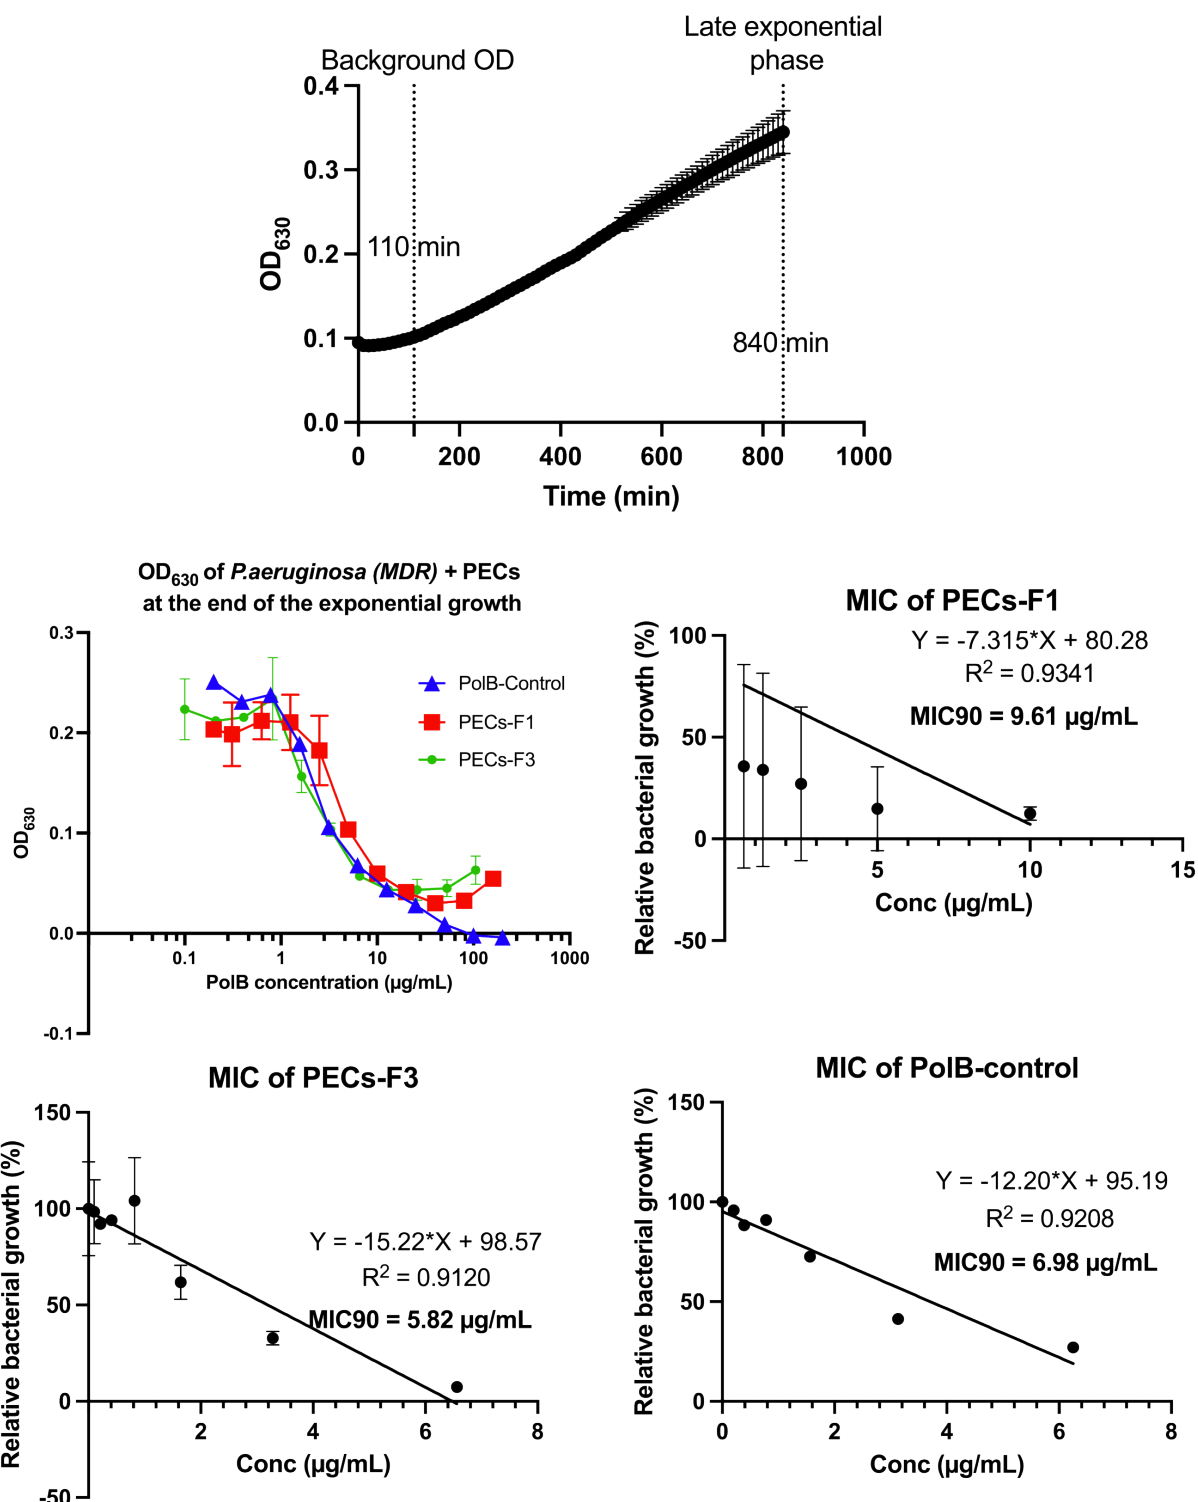 Late exponential
phase
Background OD
0.4
0.3
0.2
0.1
0.0
OD630
110 min
840 min
0 200 400 600 800 1000
Time (min)
OD630 of P.aeruginosa (MDR) + PECs
at the end of the exponential growth
0.3
0.2
0.1
0.0
-0.1
OD630
PolB-Control
PECs-F1
PECs-F3
0.1 1 10 100 1000
PolB concentration (µg/mL)
MIC of PECs-F1
Y = -7.315*X + 80.28
R2 = 0.9341
MIC90 = 9.61 µg/mL
Relative bacterial growth (%)
100
50
0
-50
5 10 15
Conc (µg/mL)
MIC of PECs-F3
150
100
50
0
-50
Relative bacterial growth (%)
Y = -15.22*X + 98.57
R2 = 0.9120
MIC90 = 5.82 µg/mL
2 4 6 8
Conc (µg/mL)
MIC of PolB-control
150
100
50
0
Relative bacterial growth (%)
Y = -12.20*X + 95.19
R2 = 0.9208
MIC90 = 6.98 µg/mL
0 2 4 6 8
Conc (µg/mL)